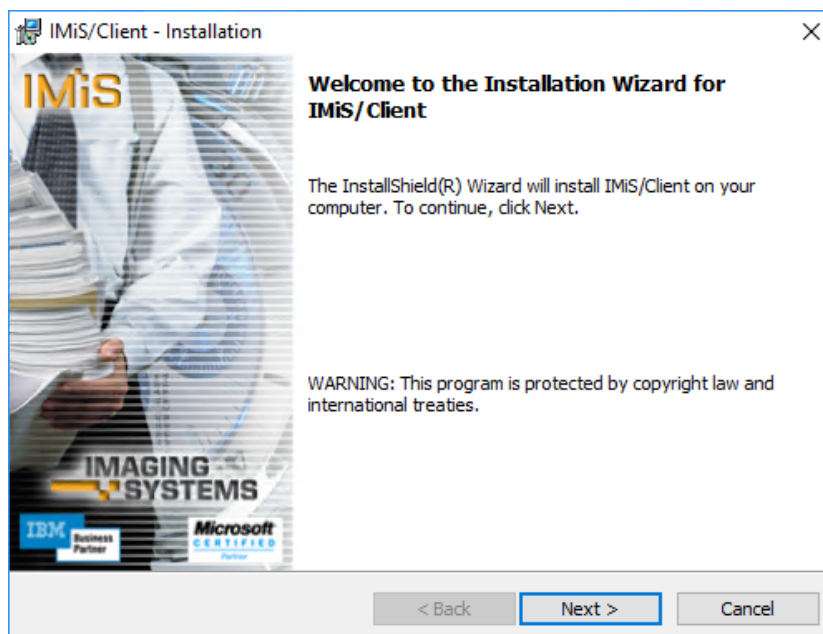 IMiS/Client - Installation
IMiS
Welcome to the Installation Wizard for
IMiS/Client
The InstallShield(R) Wizard will install IMiS/Client on your
computer. To continue, click Next.
WARNING: This program is protected by copyright law and
international treaties.
IMAGING
SYSTEMS
IBM
Business
Partner
Microsoft
CERTIFIED
Partner
< Back
Next >
Cancel